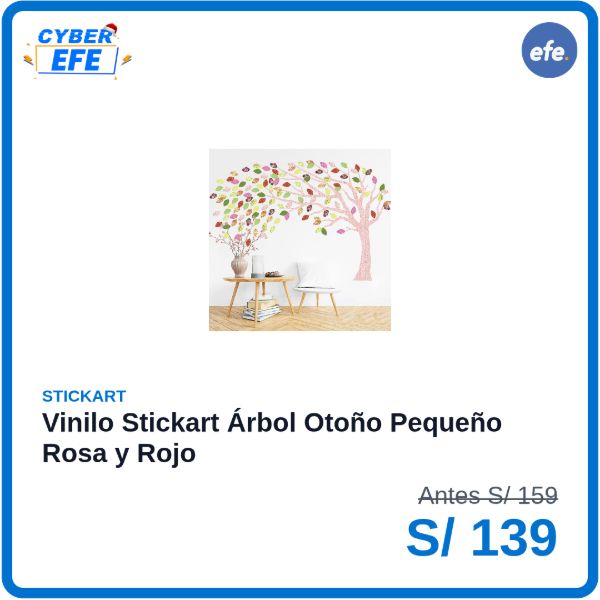 CYBER
EFE
efe.
STICKART
Vinilo Stickart Árbol Otoño Pequeño
Rosa y Rojo
Antes S/ 159
S/ 139